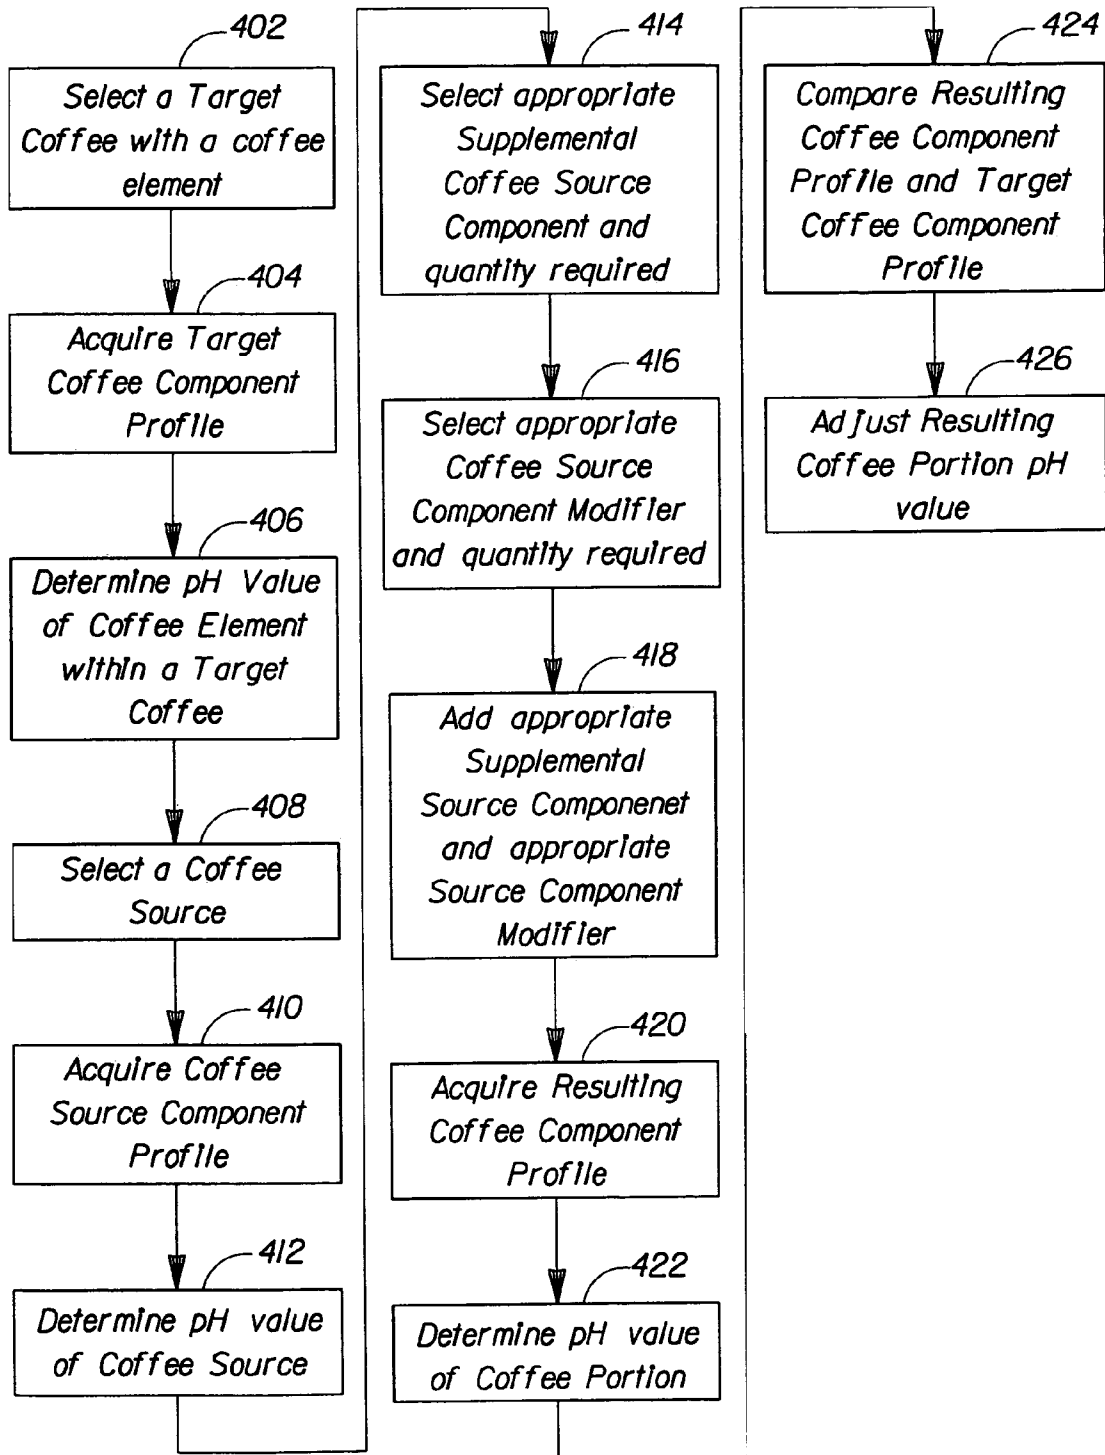 402
Select a Target
Coffee with a coffee
element
404
Acquire Target
Coffee Component
Profile
406
Determine pH Value
of Coffee Element
within a Target
Coffee
408
Select a Coffee
Source
410
Acquire Coffee
Source Component
Profile
412
Determine pH value
of Coffee Source
414
Select appropriate
Supplemental
Coffee Source
Component and
quantity required
416
Select appropriate
Coffee Source
Component Modifier
and quantity required
418
Add appropriate
Supplemental
Source Componenet
and appropriate
Source Component
Modifier
420
Acquire Resulting
Coffee Component
Profile
422
Determine pH value
of Coffee Portion
424
Compare Resulting
Coffee Component
Profile and Target
Coffee Component
Profile
426
Adjust Resulting
Coffee Portion pH
value